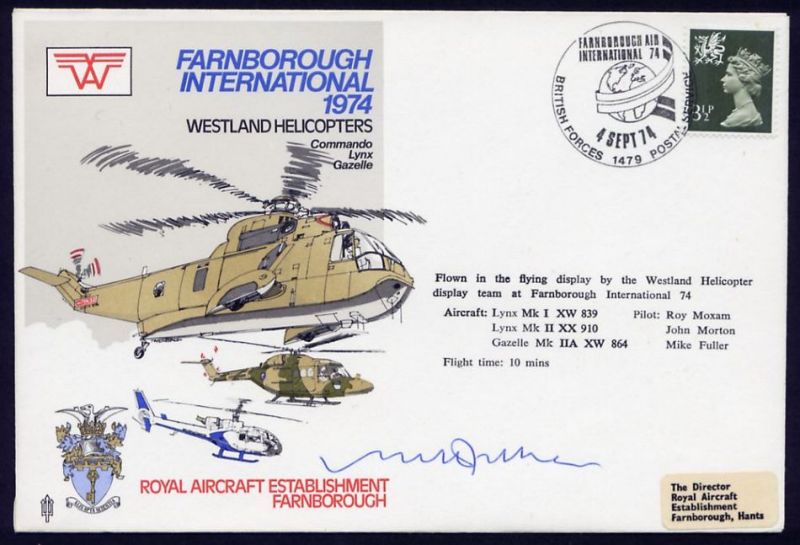 FARNBOROUGH
INTERNATIONAL
1974
WESTLAND HELICOPTERS
Commando
Lynx
Gazelle
FARNBOROUGH AIR
INTERNATIONAL 74
4 SEPT 74
BRITISH FORCES 1479 POSTAL SERVICE
3½P
Flown in the flying display by the Westland Helicopter
display team at Farnborough International 74
Aircraft: Lynx Mk I XW 839 Pilot: Roy Moxam
Lynx Mk II XX 910 John Morton
Gazelle Mk IIA XW 864 Mike Fuller
Flight time: 10 mins
ROYAL AIRCRAFT ESTABLISHMENT
FARNBOROUGH
The Director
Royal Aircraft
Establishment
Farnborough, Hants